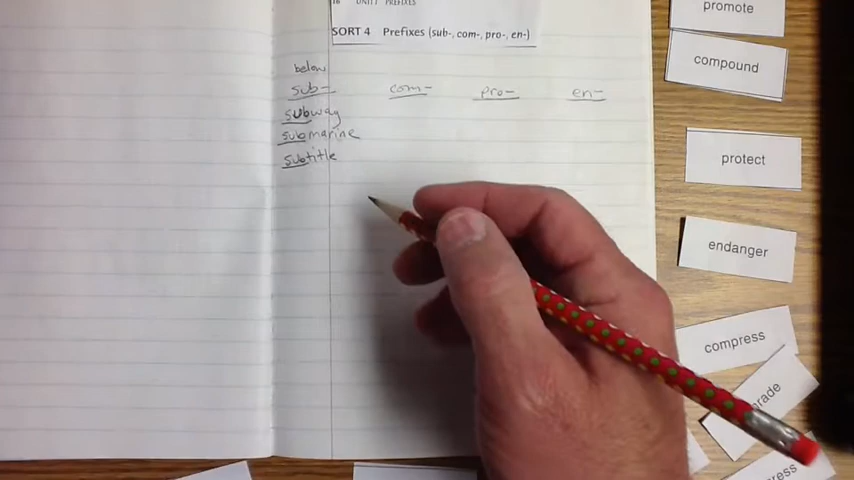 UNIT I PREFIXES
SORT 4 Prefixes (sub-, com-, pro-, en-)
below
sub- com- pro- en-
subway
submarine
subtitle
promote
compound
protect
endanger
compress